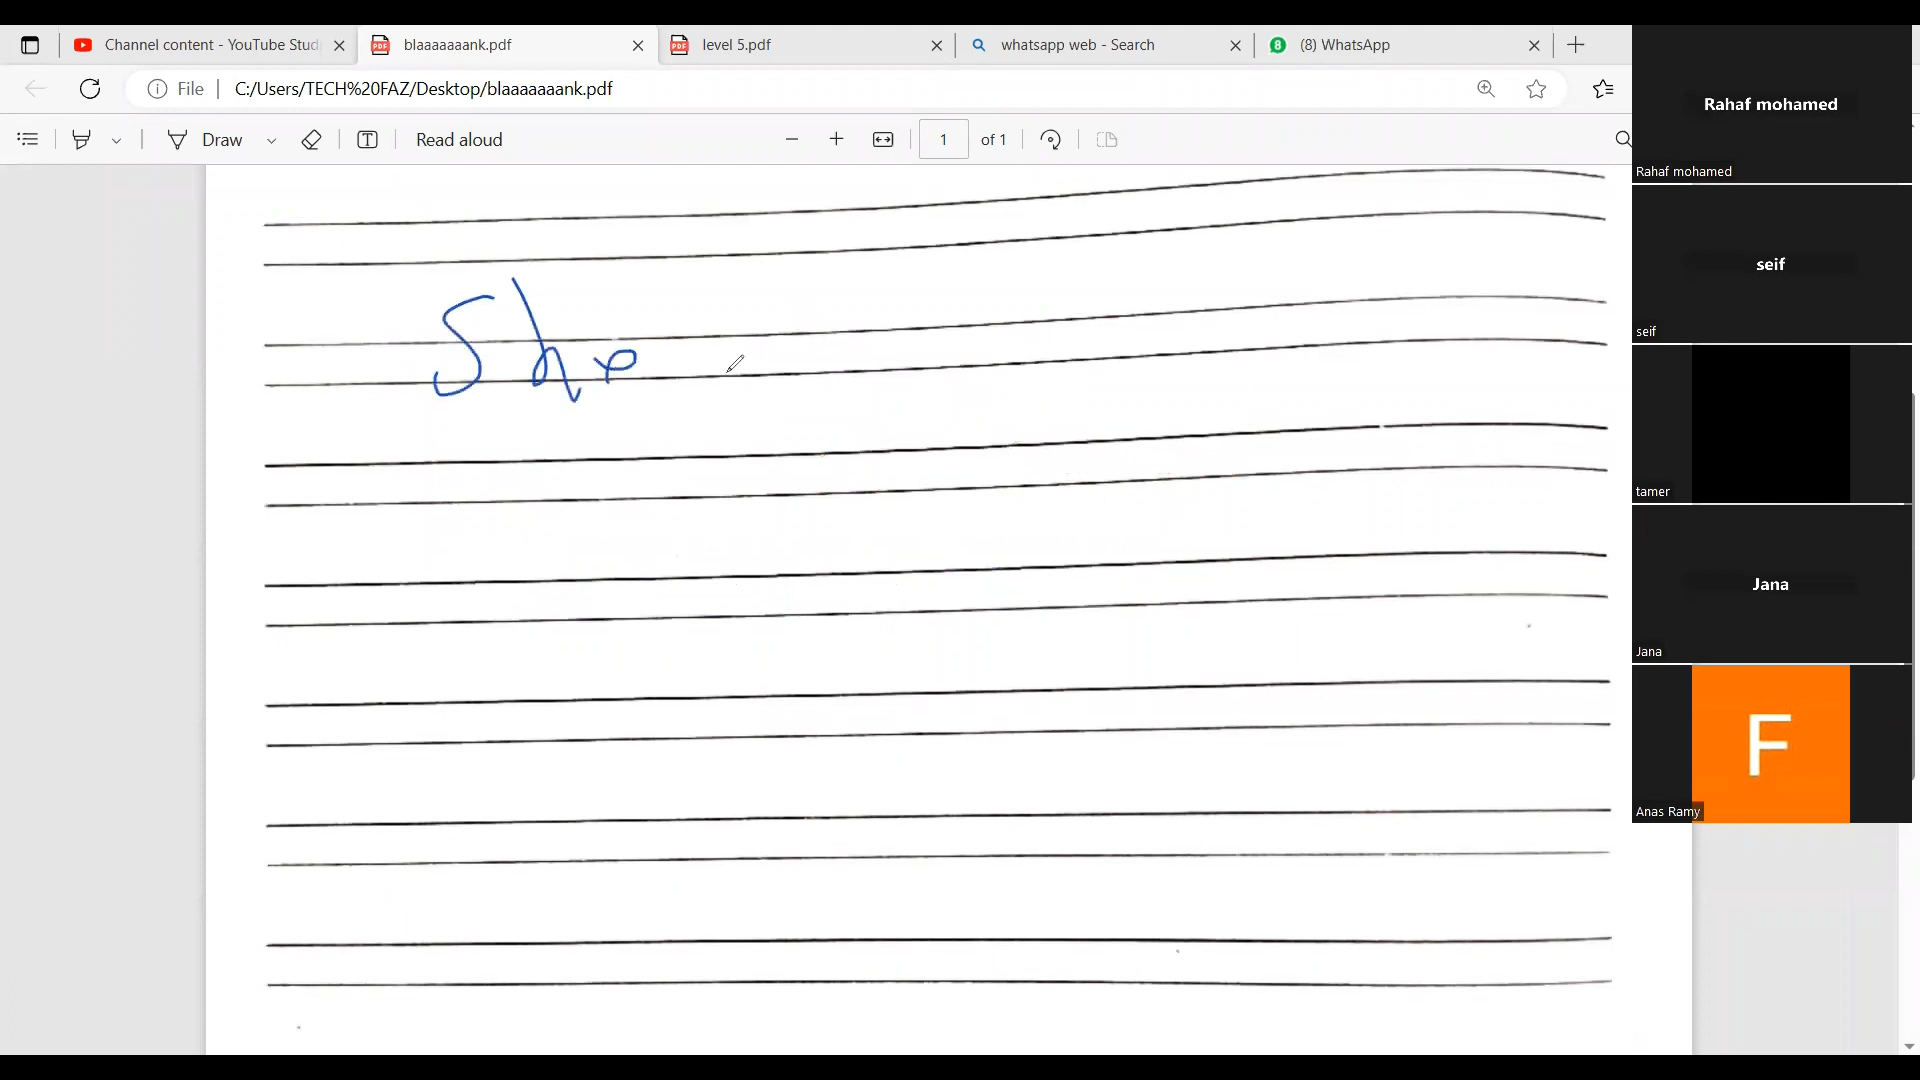 Channel content - YouTube Stud
blaaaaaaank.pdf
level 5.pdf
whatsapp web - Search
(8) WhatsApp
File
C:/Users/TECH%20FAZ/Desktop/blaaaaaaank.pdf
Draw
Read aloud
1
of 1
She
Rahaf mohamed
Rahaf mohamed
seif
seif
tamer
Jana
Jana
F
Anas Ramy